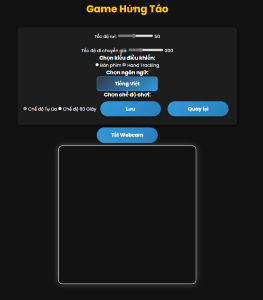 Game Hứng Táo
Tốc độ rơi: 50
Tốc độ di chuyển giỏ: 200
Chọn kiểu điều khiển:
Bàn phím Hand Tracking
Chọn ngôn ngữ:
Tiếng Việt
Chọn chế độ chơi:
Chế độ Tự Do Chế độ 60 Giây Lưu Quay lại
Tắt Webcam